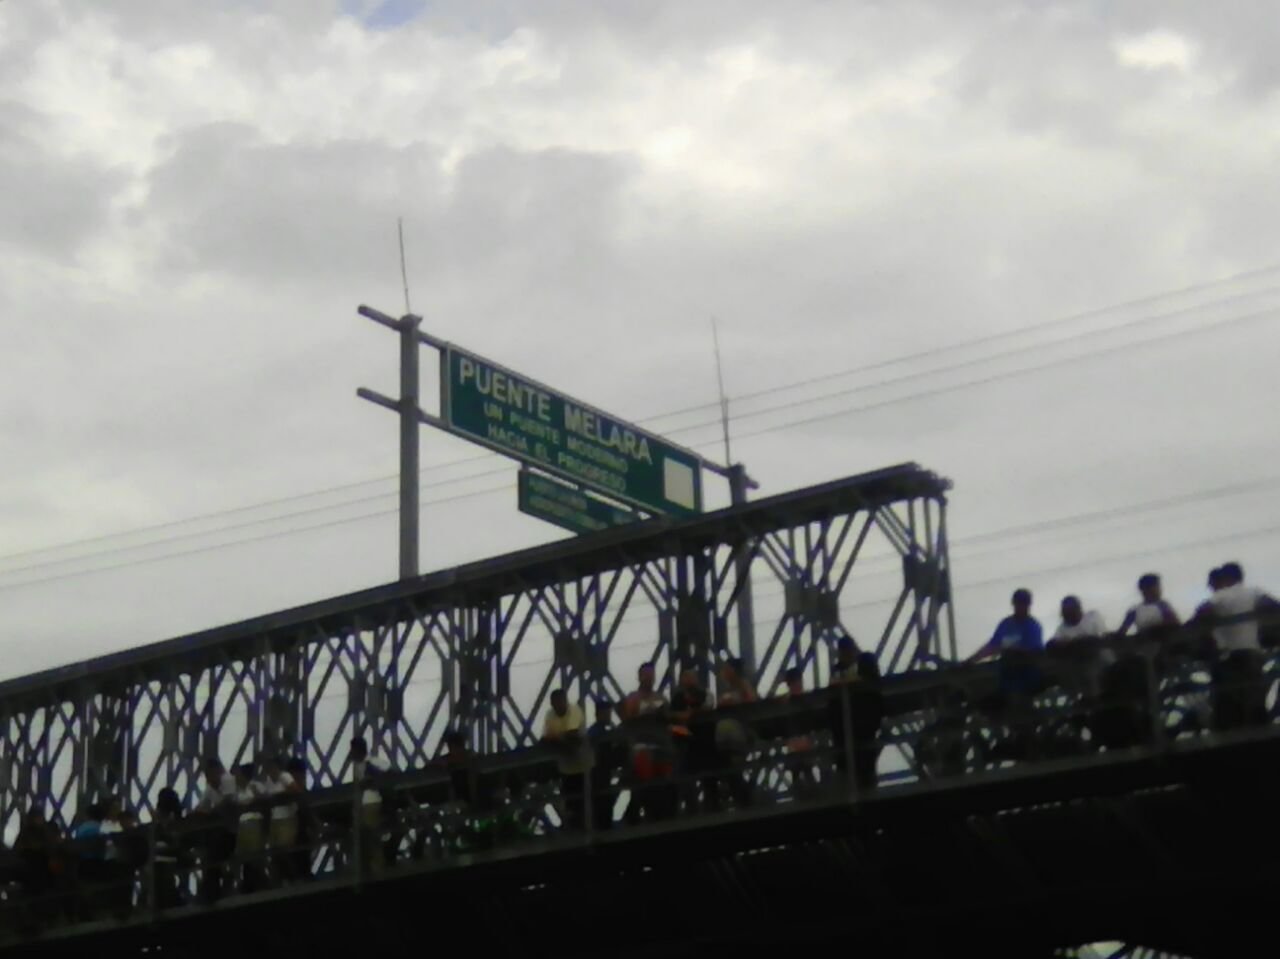 PUENTE MELARA
UN PUENTE MODERNO
HACIA EL PROGRESO